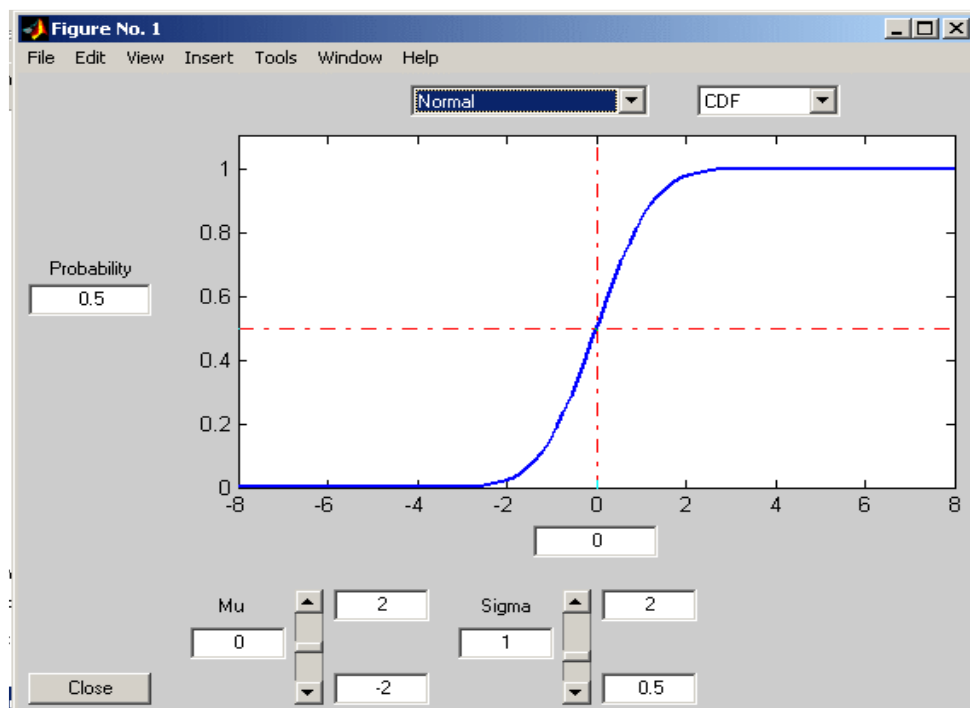 Figure No. 1
File Edit View Insert Tools Window Help
Normal CDF
1
0.8
0.6
0.4
0.2
0
Probability
0.5
-8 -6 -4 -2 0 2 4 6 8
0
Mu
0
2
-2
Sigma
1
2
0.5
Close